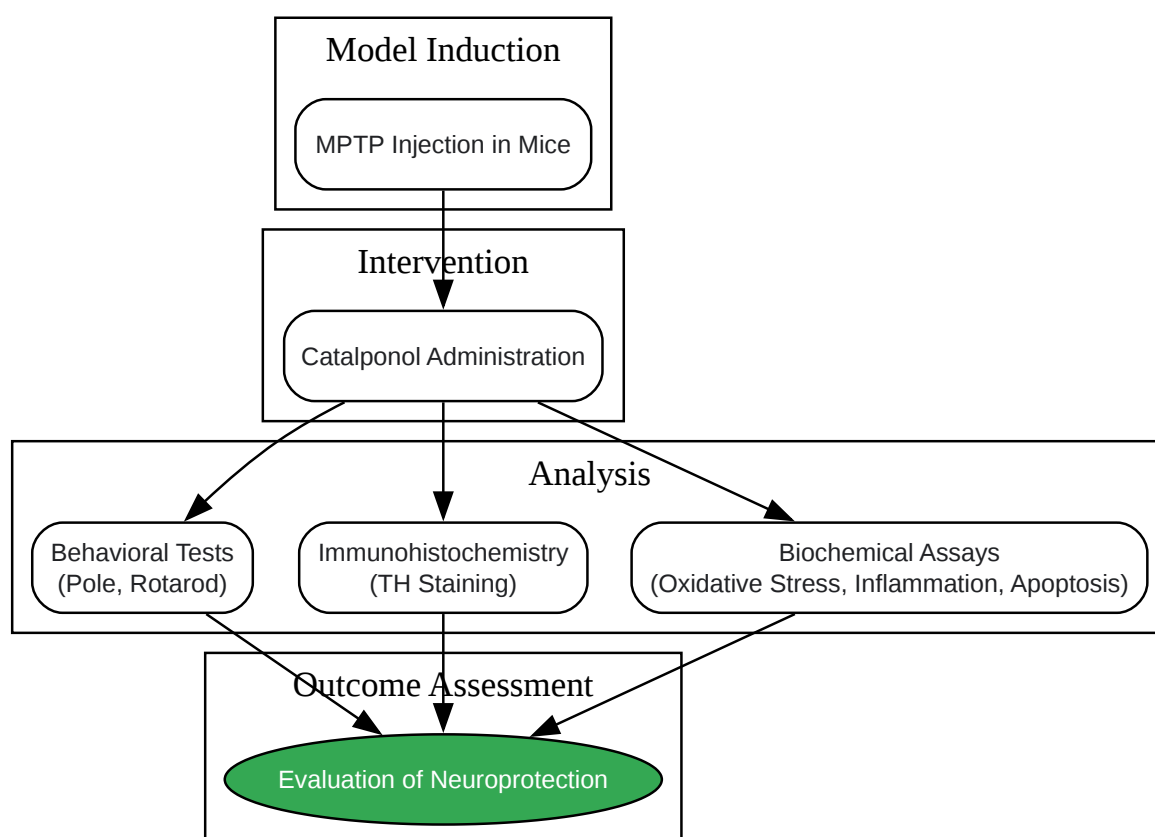 Model Induction
MPTP Injection in Mice
Intervention
Catalponol Administration
Analysis
Behavioral Tests
(Pole, Rotarod)
Immunohistochemistry
(TH Staining)
Biochemical Assays
(Oxidative Stress, Inflammation, Apoptosis)
Outcome Assessment
Evaluation of Neuroprotection